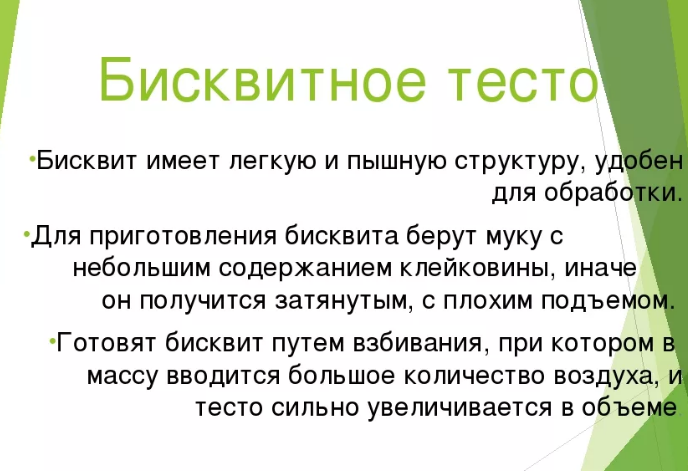 Бисквитное тесто
•Бисквит имеет легкую и пышную структуру, удобен
для обработки.
•Для приготовления бисквита берут муку с
небольшим содержанием клейковины, иначе
он получится затянутым, с плохим подъемом.
•Готовят бисквит путем взбивания, при котором в
массу вводится большое количество воздуха, и
тесто сильно увеличивается в объеме